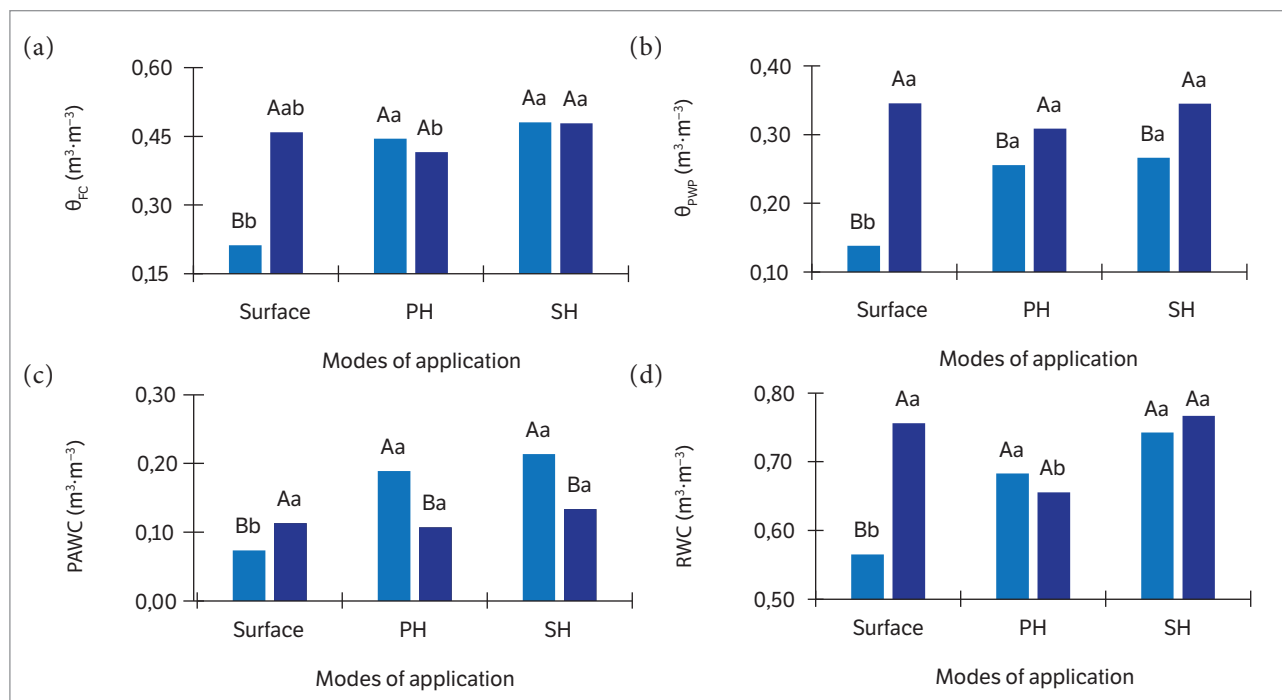 (a)
0,60
0,45
0,30
0,15
θFC (m³·m⁻³)
Bb Aab Aa Ab Aa Aa
Surface PH SH
Modes of application
(b)
0,40
0,30
0,20
0,10
θPWP (m³·m⁻³)
Bb Aa Ba Aa Ba Aa
Surface PH SH
Modes of application
(c)
0,30
0,20
0,10
0,00
PAWC (m³·m⁻³)
Bb Aa Aa Ba Aa Ba
Surface PH SH
Modes of application
(d)
0,80
0,70
0,60
0,50
RWC (m³·m⁻³)
Bb Aa Aa Ab Aa Aa
Surface PH SH
Modes of application